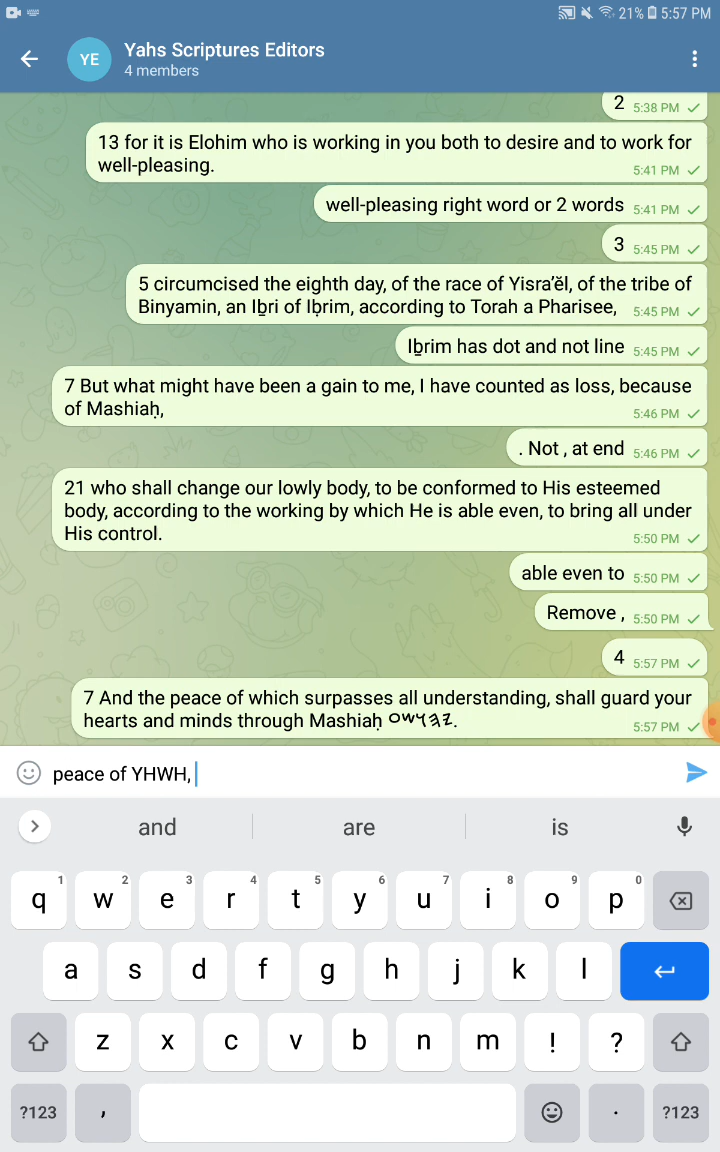 21% 5:57 PM
YE
Yahs Scriptures Editors
4 members
2 5:38 PM
13 for it is Elohim who is working in you both to desire and to work for
well-pleasing. 5:41 PM
well-pleasing right word or 2 words 5:41 PM
3 5:45 PM
5 circumcised the eighth day, of the race of Yisra’ĕl, of the tribe of
Binyamin, an Iḇri of Iḅrim, according to Torah a Pharisee, 5:45 PM
Iḇrim has dot and not line 5:45 PM
7 But what might have been a gain to me, I have counted as loss, because
of Mashiaḥ, 5:46 PM
. Not , at end 5:46 PM
21 who shall change our lowly body, to be conformed to His esteemed
body, according to the working by which He is able even, to bring all under
His control. 5:50 PM
able even to 5:50 PM
Remove , 5:50 PM
4 5:57 PM
7 And the peace of which surpasses all understanding, shall guard your
hearts and minds through Mashiaḥ 𐤉𐤄𐤅𐤔𐤏. 5:57 PM
peace of YHWH,
and are is
q 1 w 2 e 3 r 4 t 5 y 6 u 7 i 8 o 9 p 0
a s d f g h j k l
z x c v b n m ! ?
?123 , . ?123